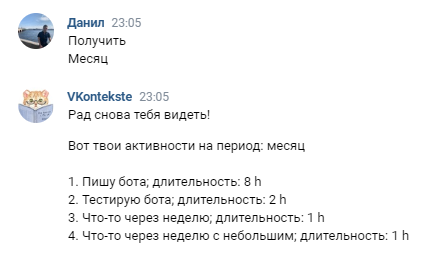 Данил 23:05
Получить
Месяц
VKontekste 23:05
Рад снова тебя видеть!
Вот твои активности на период: месяц
1. Пишу бота; длительность: 8 h
2. Тестирую бота; длительность: 2 h
3. Что-то через неделю; длительность: 1 h
4. Что-то через неделю с небольшим; длительность: 1 h